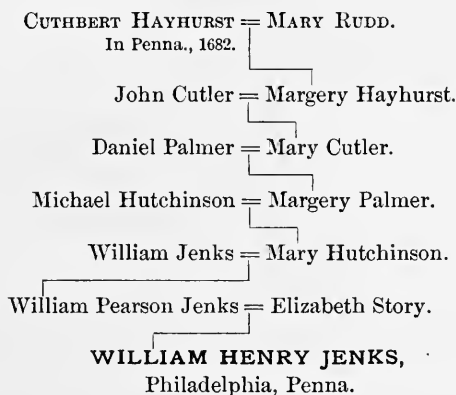 CUTHBERT HAYHURST = MARY RUDD.
In Penna., 1682.
John Cutler = Margery Hayhurst.
Daniel Palmer = Mary Cutler.
Michael Hutchinson = Margery Palmer.
William Jenks = Mary Hutchinson.
William Pearson Jenks = Elizabeth Story.
WILLIAM HENRY JENKS,
Philadelphia, Penna.